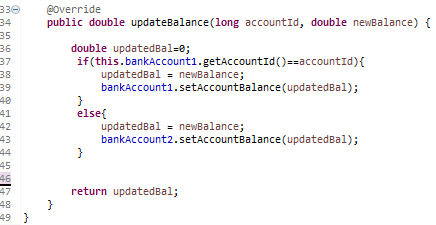 33 @Override
34 public double updateBalance(long accountId, double newBalance) {
35
36 double updatedBal=0;
37 if(this.bankAccount1.getAccountId()==accountId){
38 updatedBal = newBalance;
39 bankAccount1.setAccountBalance(updatedBal);
40 }
41 else{
42 updatedBal = newBalance;
43 bankAccount2.setAccountBalance(updatedBal);
44 }
45
46
47 return updatedBal;
48 }
49 }